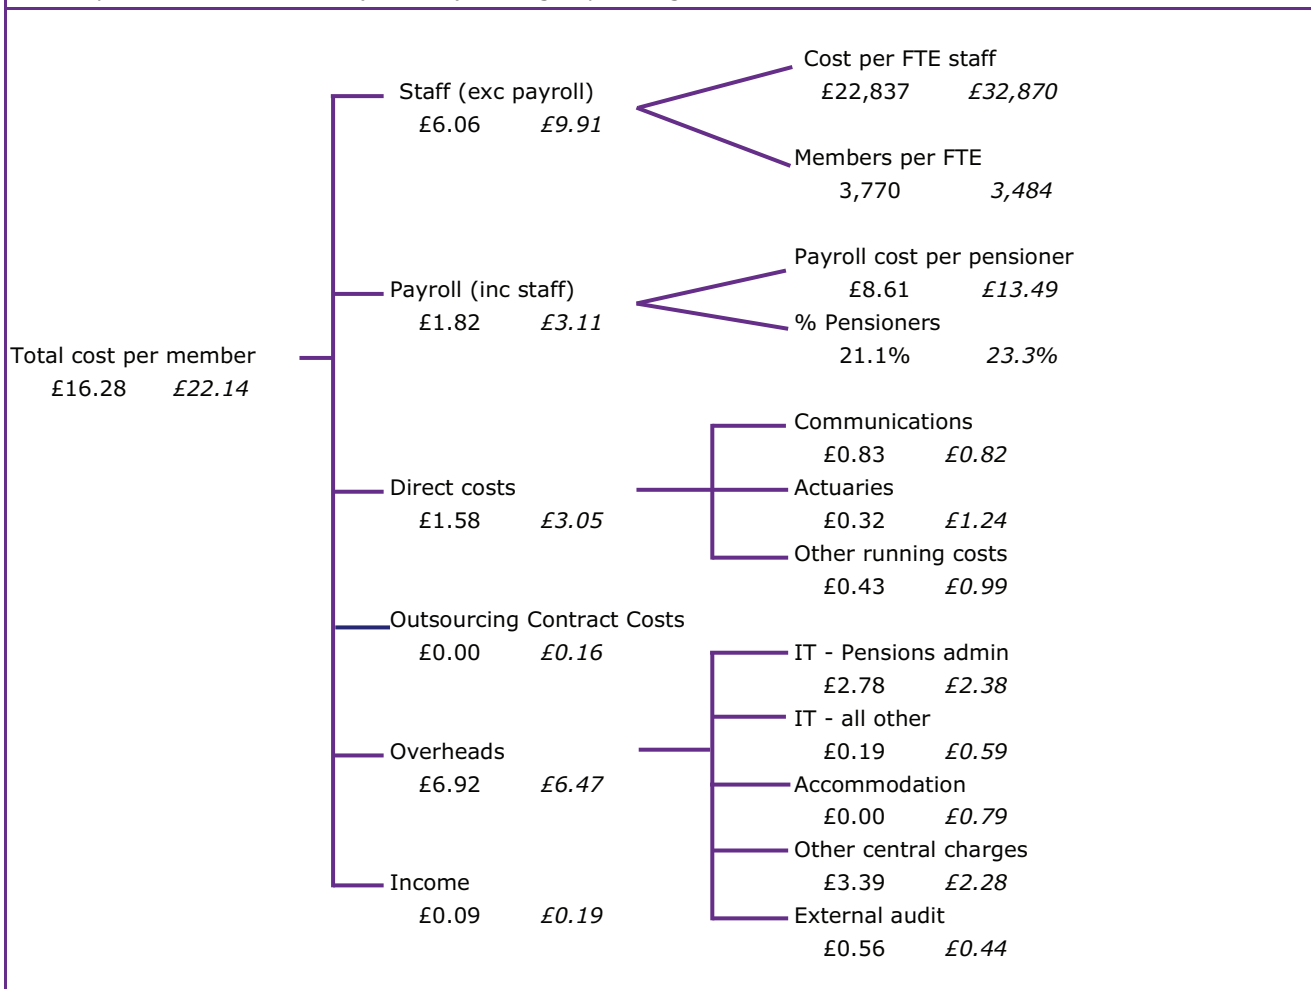 Cost per FTE staff
£22,837 £32,870
Staff (exc payroll)
£6.06 £9.91
Members per FTE
3,770 3,484
Payroll cost per pensioner
£8.61 £13.49
Payroll (inc staff)
£1.82 £3.11
% Pensioners
21.1% 23.3%
Total cost per member
£16.28 £22.14
Communications
£0.83 £0.82
Direct costs
£1.58 £3.05
Actuaries
£0.32 £1.24
Other running costs
£0.43 £0.99
Outsourcing Contract Costs
£0.00 £0.16
IT - Pensions admin
£2.78 £2.38
IT - all other
£0.19 £0.59
Overheads
£6.92 £6.47
Accommodation
£0.00 £0.79
Other central charges
£3.39 £2.28
Income
£0.09 £0.19
External audit
£0.56 £0.44